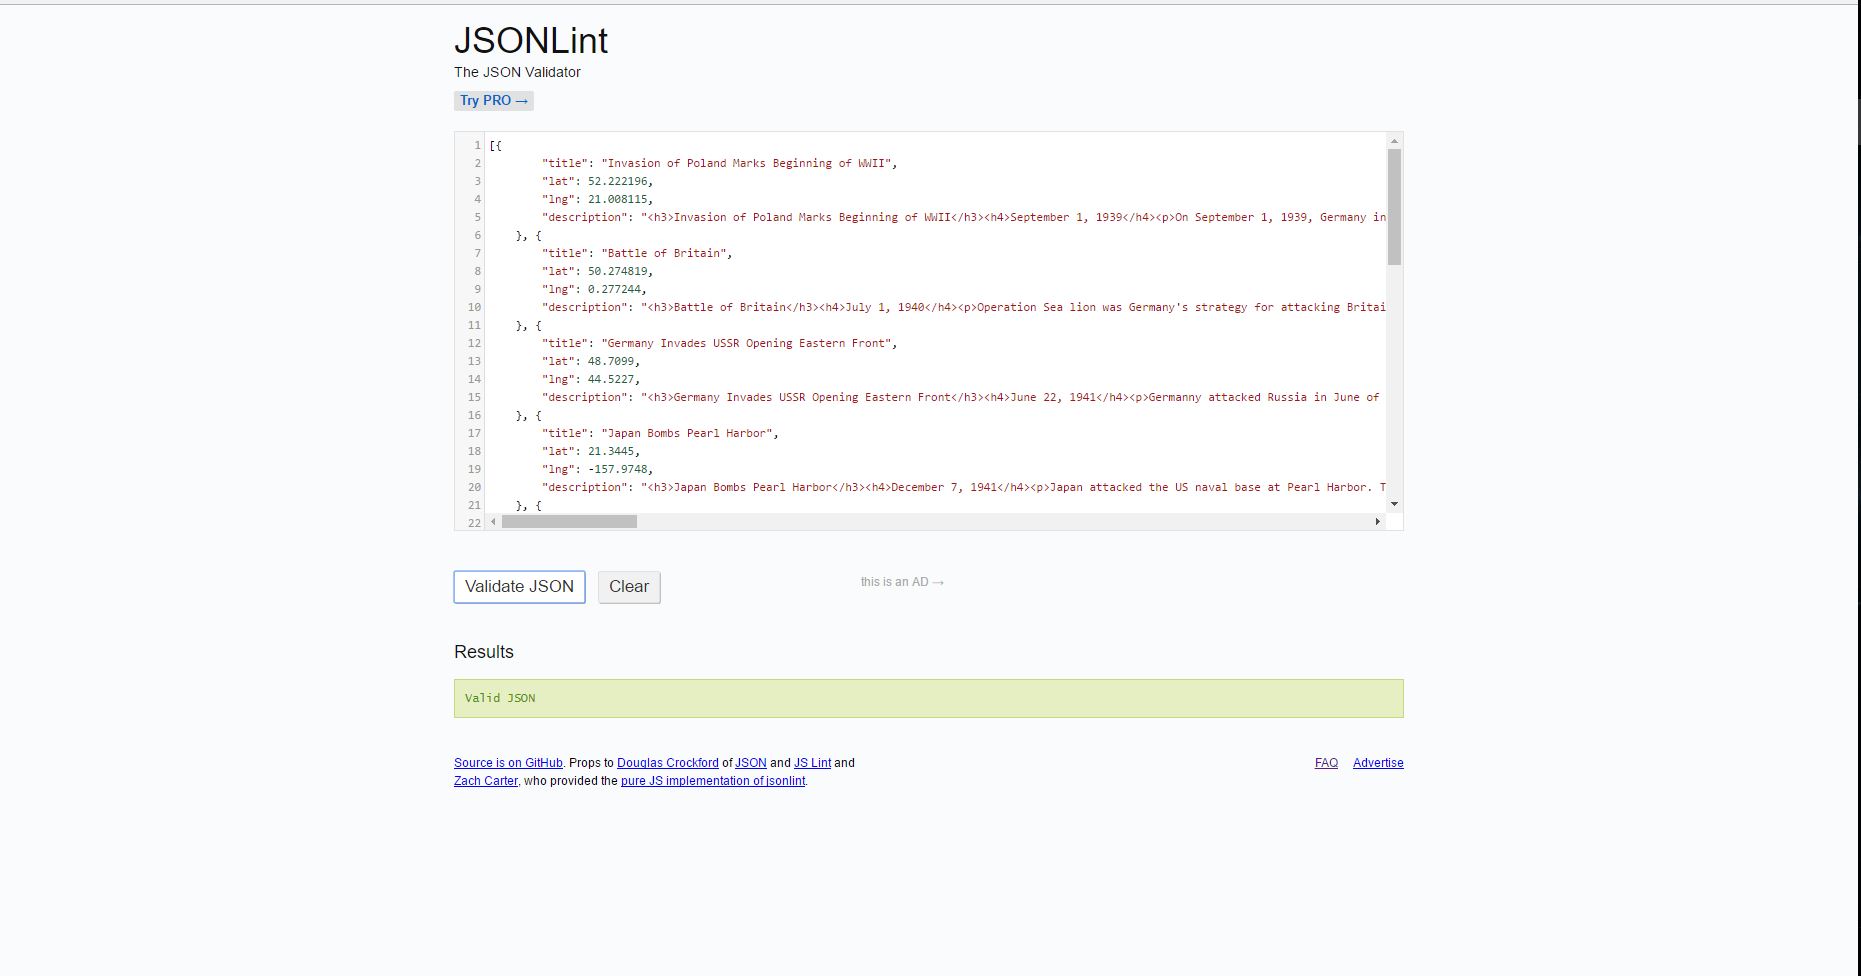 JSONLint
The JSON Validator
Try PRO →
1 [{
2 "title": "Invasion of Poland Marks Beginning of WWII",
3 "lat": 52.222196,
4 "lng": 21.008115,
5 "description": "<h3>Invasion of Poland Marks Beginning of WWII</h3><h4>September 1, 1939</h4><p>On September 1, 1939, Germany in
6 }, {
7 "title": "Battle of Britain",
8 "lat": 50.274819,
9 "lng": 0.277244,
10 "description": "<h3>Battle of Britain</h3><h4>July 1, 1940</h4><p>Operation Sea lion was Germany's strategy for attacking Britai
11 }, {
12 "title": "Germany Invades USSR Opening Eastern Front",
13 "lat": 48.7099,
14 "lng": 44.5227,
15 "description": "<h3>Germany Invades USSR Opening Eastern Front</h3><h4>June 22, 1941</h4><p>Germanny attacked Russia in June of
16 }, {
17 "title": "Japan Bombs Pearl Harbor",
18 "lat": 21.3445,
19 "lng": -157.9748,
20 "description": "<h3>Japan Bombs Pearl Harbor</h3><h4>December 7, 1941</h4><p>Japan attacked the US naval base at Pearl Harbor. T
21 }, {
22
Validate JSON Clear this is an AD →
Results
Valid JSON
Source is on GitHub. Props to Douglas Crockford of JSON and JS Lint and FAQ Advertise
Zach Carter, who provided the pure JS implementation of jsonlint.